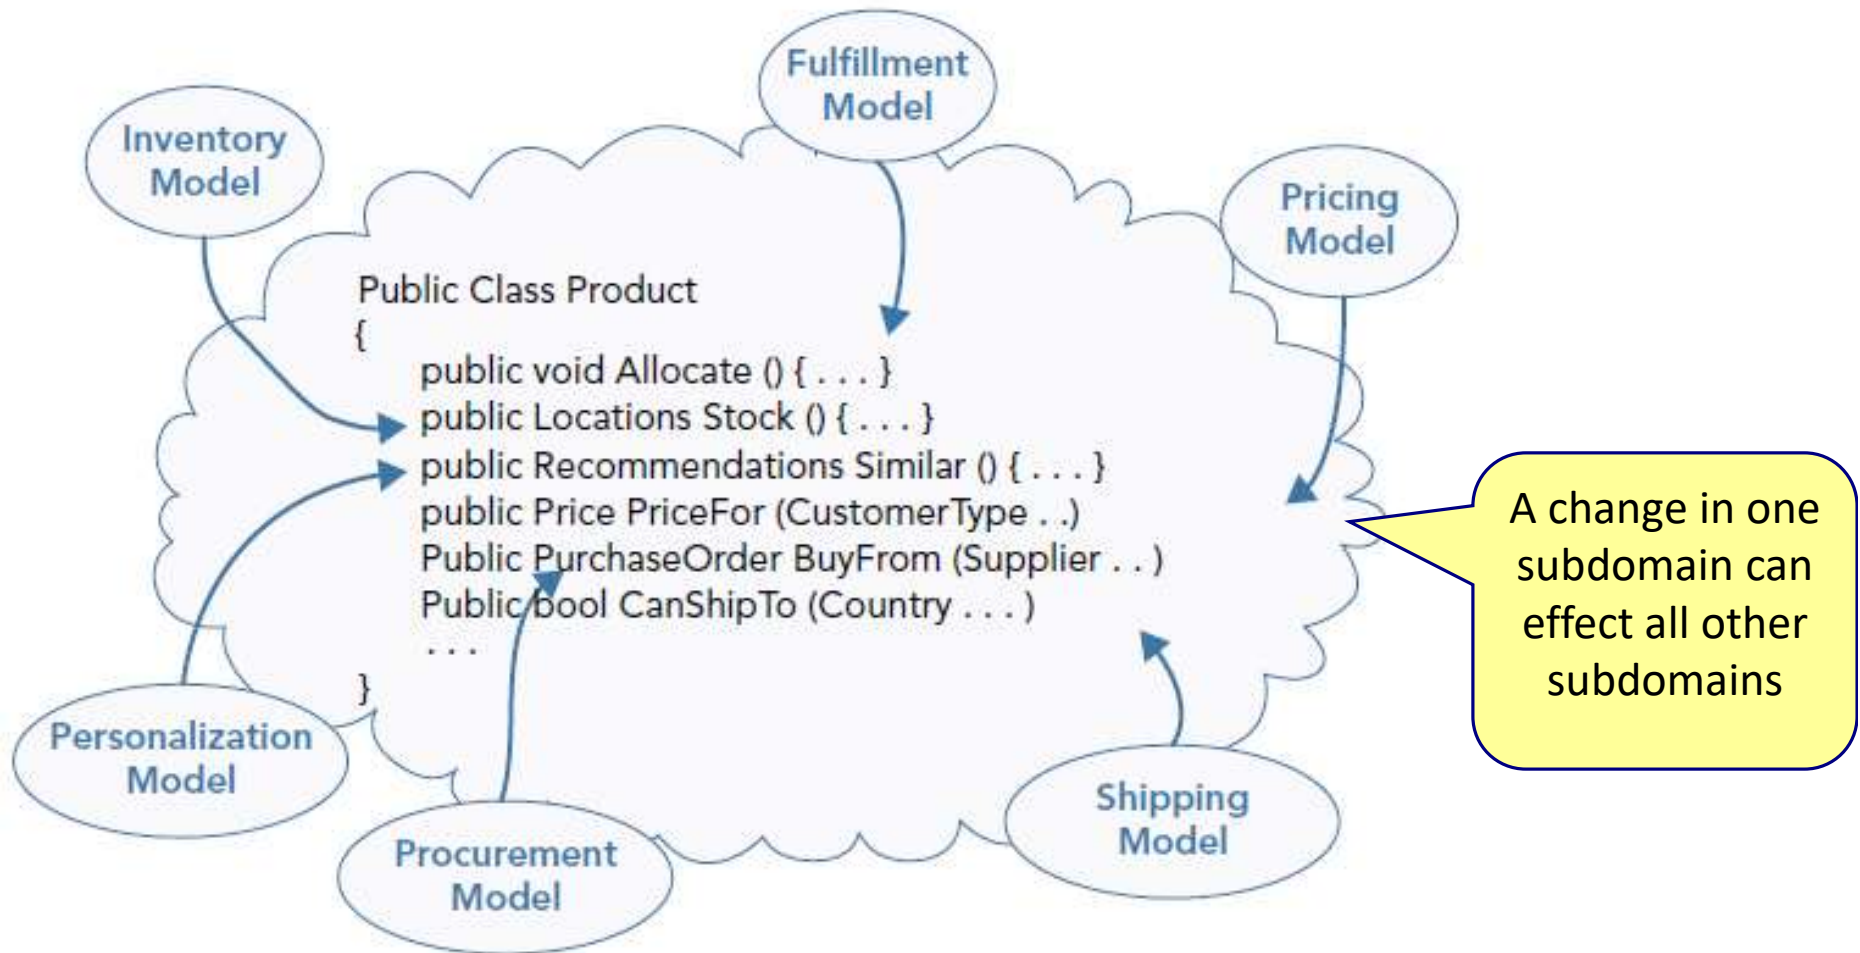 Fulfillment
Model
Inventory
Model
Pricing
Model
Public Class Product
{
public void Allocate () { . . . }
public Locations Stock () { . . . }
public Recommendations Similar () { . . . }
public Price PriceFor (CustomerType . .)
Public PurchaseOrder BuyFrom (Supplier . . )
Public bool CanShipTo (Country . . . )
. . .
}
A change in one
subdomain can
effect all other
subdomains
Personalization
Model
Procurement
Model
Shipping
Model